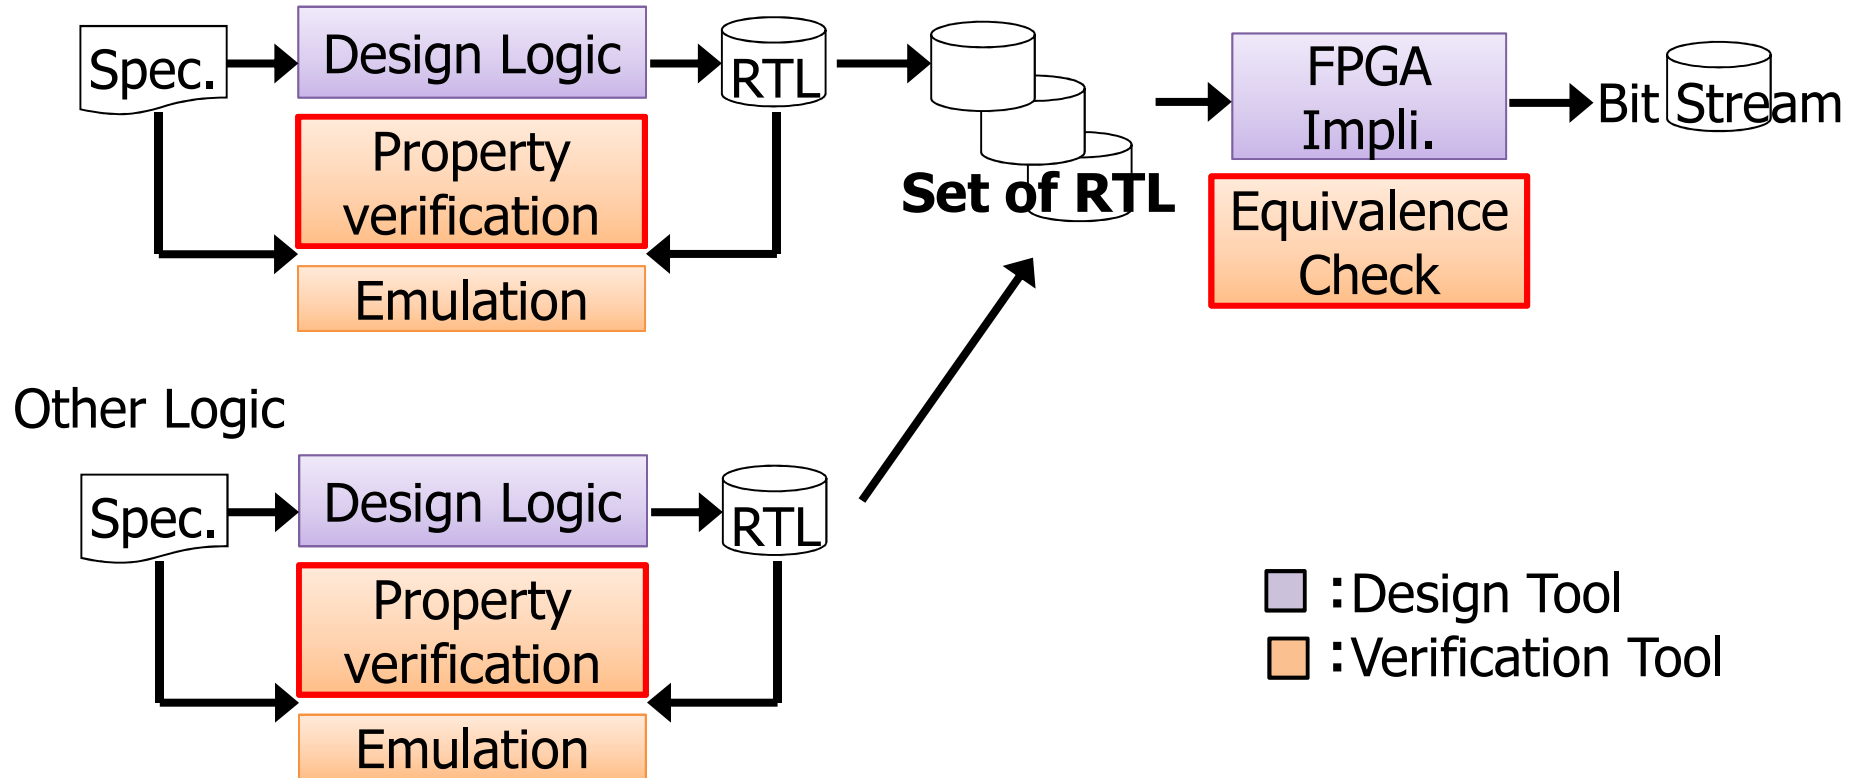 Spec.
Design Logic
RTL
Property
verification
Emulation
Set of RTL
FPGA
Impli.
Bit Stream
Equivalence
Check
Other Logic
Spec.
Design Logic
RTL
Property
verification
Emulation
:Design Tool
:Verification Tool